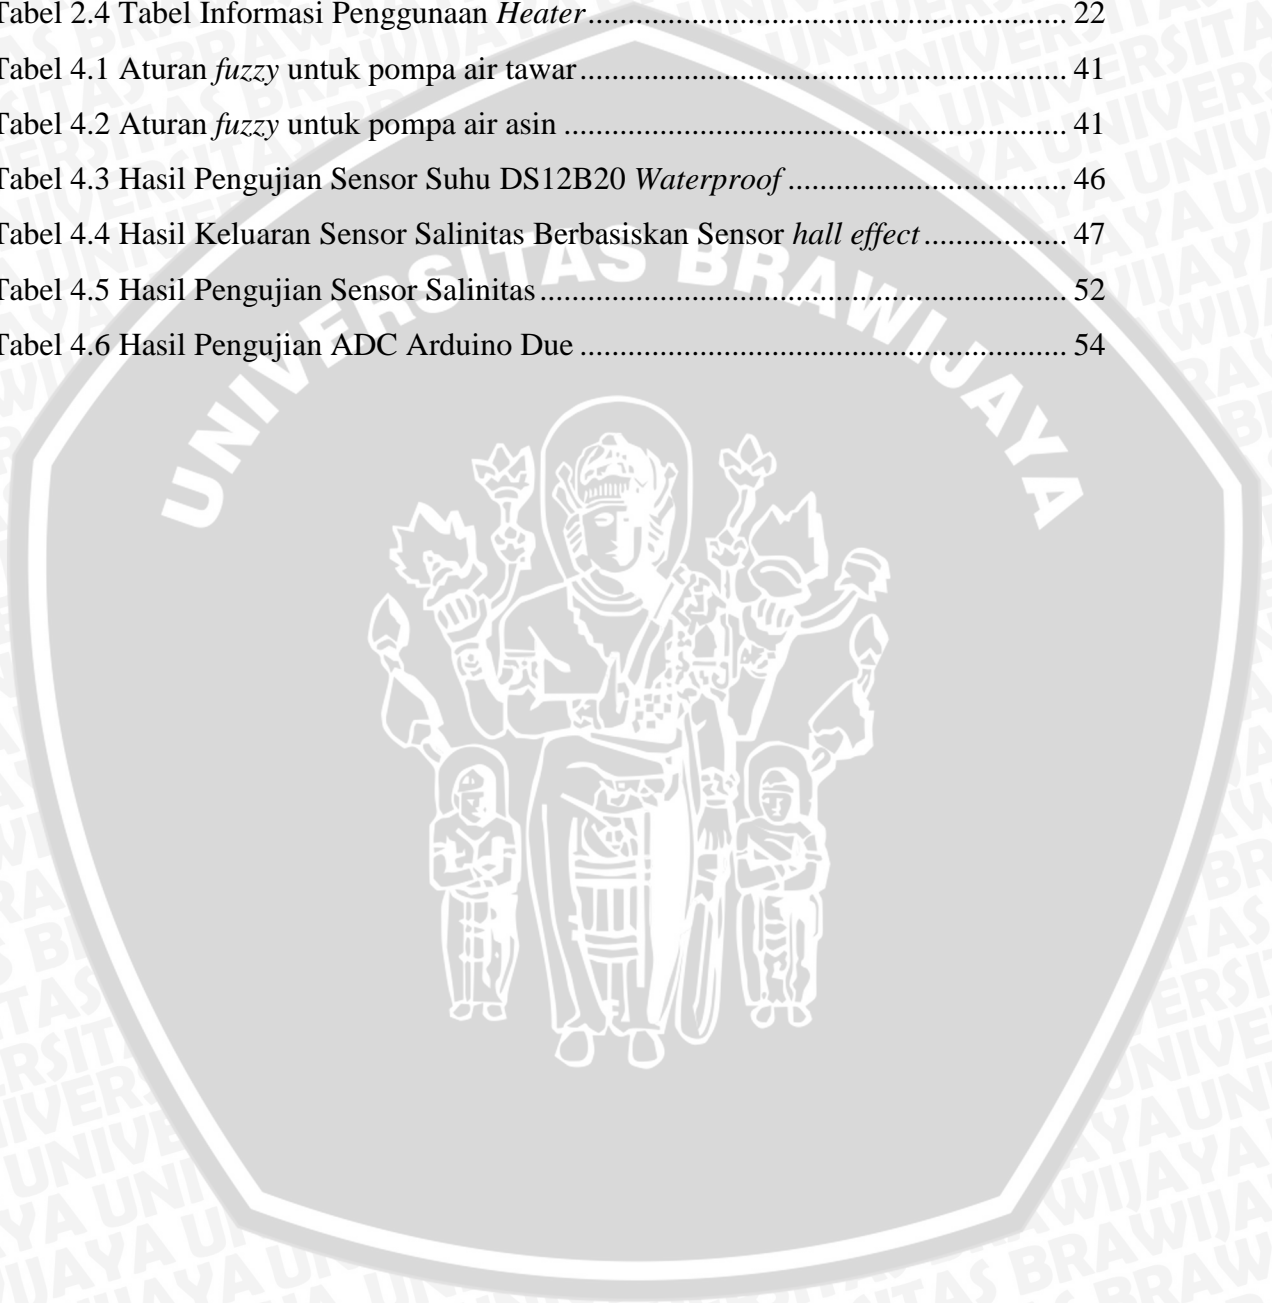 Tabel 2.4 Tabel Informasi Penggunaan Heater ........................................................... 22
Tabel 4.1 Aturan fuzzy untuk pompa air tawar ............................................................ 41
Tabel 4.2 Aturan fuzzy untuk pompa air asin .............................................................. 41
Tabel 4.3 Hasil Pengujian Sensor Suhu DS12B20 Waterproof .................................. 46
Tabel 4.4 Hasil Keluaran Sensor Salinitas Berbasiskan Sensor hall effect .................. 47
Tabel 4.5 Hasil Pengujian Sensor Salinitas ................................................................. 52
Tabel 4.6 Hasil Pengujian ADC Arduino Due ............................................................ 54
UNIVERSITAS BRAWIJAYA